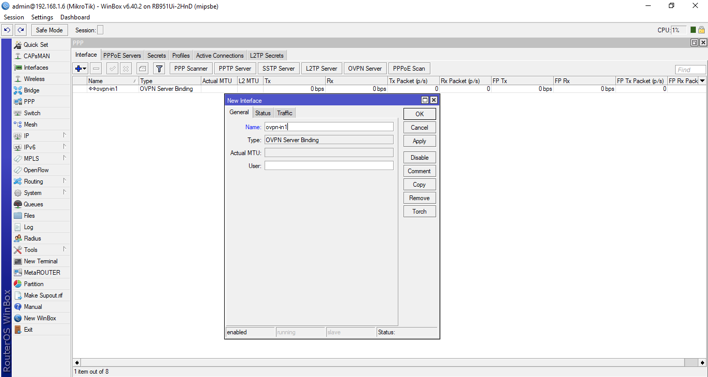 admin@192.168.1.6 (MikroTik) - WinBox v6.40.2 on RB951Ui-2HnD (mipsbe)
Session Settings Dashboard
Safe Mode Session: CPU: 1%
Quick Set
CAPsMAN
Interfaces
Wireless
Bridge
PPP
Switch
Mesh
IP
IPv6
MPLS
OpenFlow
Routing
System
Queues
Files
Log
Radius
Tools
New Terminal
MetaROUTER
Partition
Make Supout.rif
Manual
New WinBox
Exit
RouterOS WinBox
PPP
Interface PPPoE Servers Secrets Profiles Active Connections L2TP Secrets
PPP Scanner PPTP Server SSTP Server L2TP Server OVPN Server PPPoE Scan Find
Name Type Actual MTU L2 MTU Tx Rx Tx Packet (p/s) Rx Packet (p/s) FP Tx FP Rx FP Tx Packet (p/s) FP Rx Pack
ovpn-in1 OVPN Server Binding 0 bps 0 bps 0 0 0 bps 0 bps 0
New Interface
General Status Traffic
Name: ovpn-in1
Type: OVPN Server Binding
Actual MTU:
User:
OK
Cancel
Apply
Disable
Comment
Copy
Remove
Torch
enabled running slave Status:
1 item out of 8